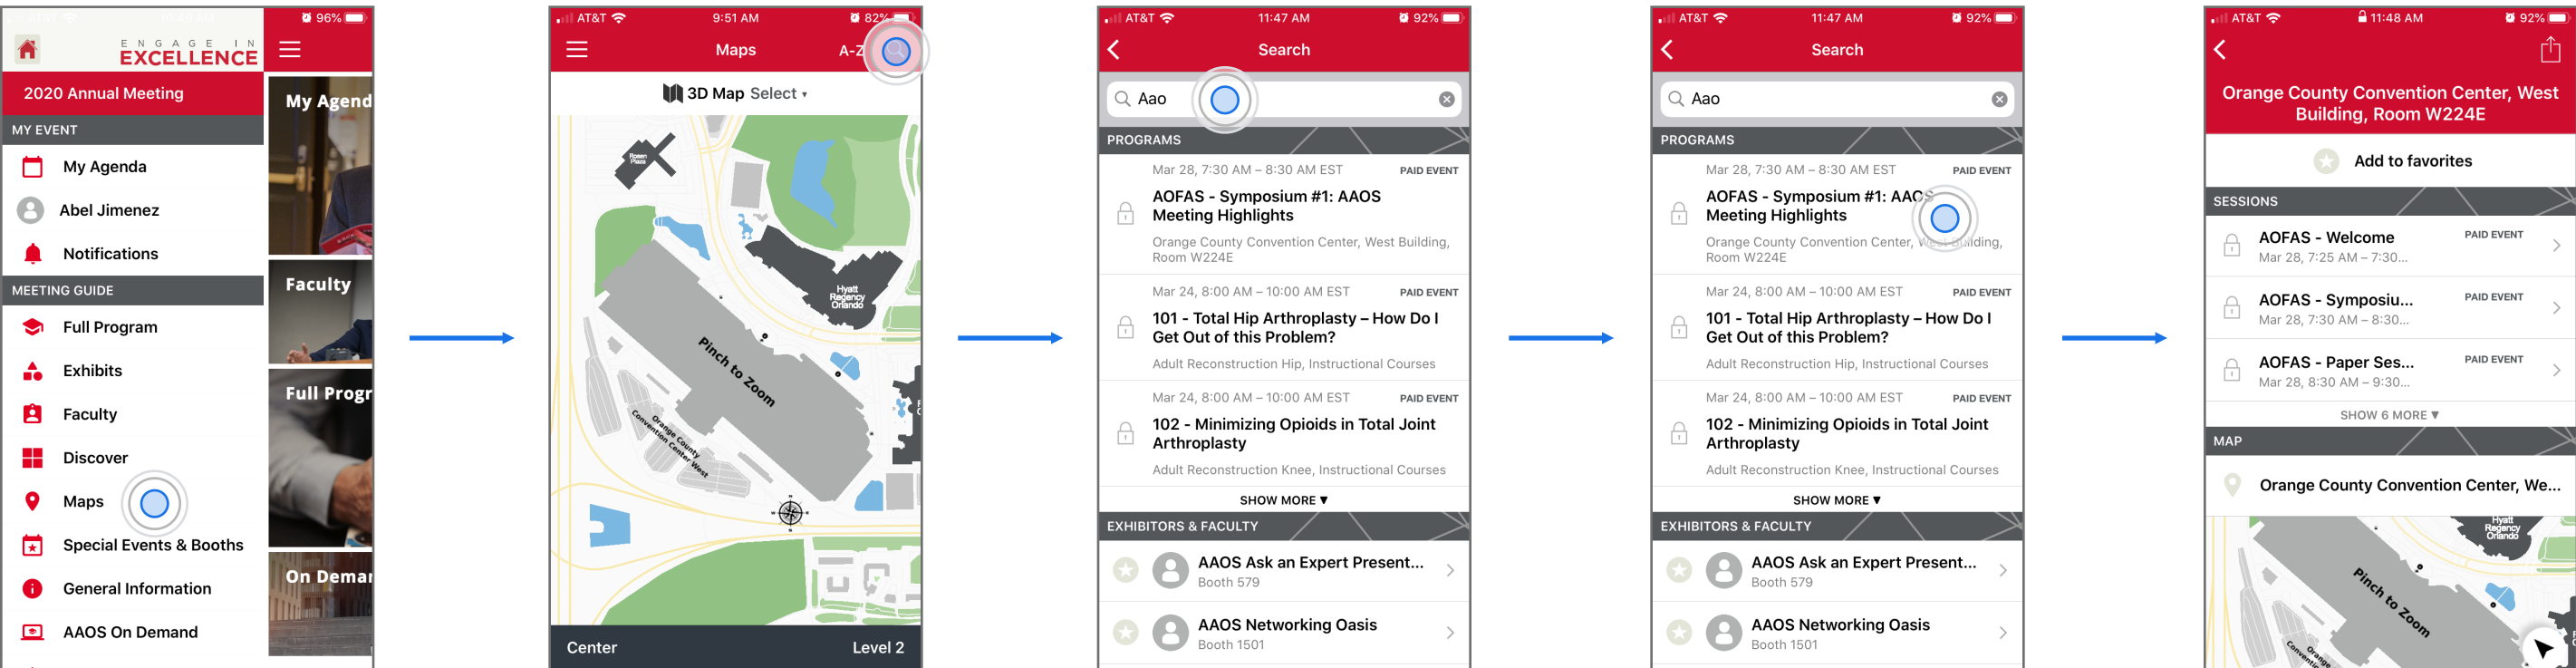 96%
ENGAGE IN
EXCELLENCE
2020 Annual Meeting
MY EVENT
My Agenda
Abel Jimenez
Notifications
MEETING GUIDE
Full Program
Exhibits
Faculty
Discover
Maps
Special Events & Booths
General Information
AAOS On Demand
My Agend
Faculty
Full Progr
On Demar
AT&T 9:51 AM 82%
Maps A-Z
3D Map Select ▾
Rosen
Plaza
Hyatt
Regency
Orlando
Pinch to Zoom
Orange County
Convention Center West
Center Level 2
AT&T 11:47 AM 92%
Search
Aao
PROGRAMS
Mar 28, 7:30 AM – 8:30 AM EST PAID EVENT
AOFAS - Symposium #1: AAOS
Meeting Highlights
Orange County Convention Center, West Building,
Room W224E
Mar 24, 8:00 AM – 10:00 AM EST PAID EVENT
101 - Total Hip Arthroplasty – How Do I
Get Out of this Problem?
Adult Reconstruction Hip, Instructional Courses
Mar 24, 8:00 AM – 10:00 AM EST PAID EVENT
102 - Minimizing Opioids in Total Joint
Arthroplasty
Adult Reconstruction Knee, Instructional Courses
SHOW MORE ▼
EXHIBITORS & FACULTY
AAOS Ask an Expert Present...
Booth 579
AAOS Networking Oasis
Booth 1501
AT&T 11:47 AM 92%
Search
Aao
PROGRAMS
Mar 28, 7:30 AM – 8:30 AM EST PAID EVENT
AOFAS - Symposium #1: AAOS
Meeting Highlights
Orange County Convention Center, West Building,
Room W224E
Mar 24, 8:00 AM – 10:00 AM EST PAID EVENT
101 - Total Hip Arthroplasty – How Do I
Get Out of this Problem?
Adult Reconstruction Hip, Instructional Courses
Mar 24, 8:00 AM – 10:00 AM EST PAID EVENT
102 - Minimizing Opioids in Total Joint
Arthroplasty
Adult Reconstruction Knee, Instructional Courses
SHOW MORE ▼
EXHIBITORS & FACULTY
AAOS Ask an Expert Present...
Booth 579
AAOS Networking Oasis
Booth 1501
AT&T 11:48 AM 92%
Orange County Convention Center, West
Building, Room W224E
Add to favorites
SESSIONS
AOFAS - Welcome PAID EVENT
Mar 28, 7:25 AM – 7:30...
AOFAS - Symposiu... PAID EVENT
Mar 28, 7:30 AM – 8:30...
AOFAS - Paper Ses... PAID EVENT
Mar 28, 8:30 AM – 9:30...
SHOW 6 MORE ▼
MAP
Orange County Convention Center, We...
Hyatt
Regency
Orlando
Pinch to Zoom
Orange